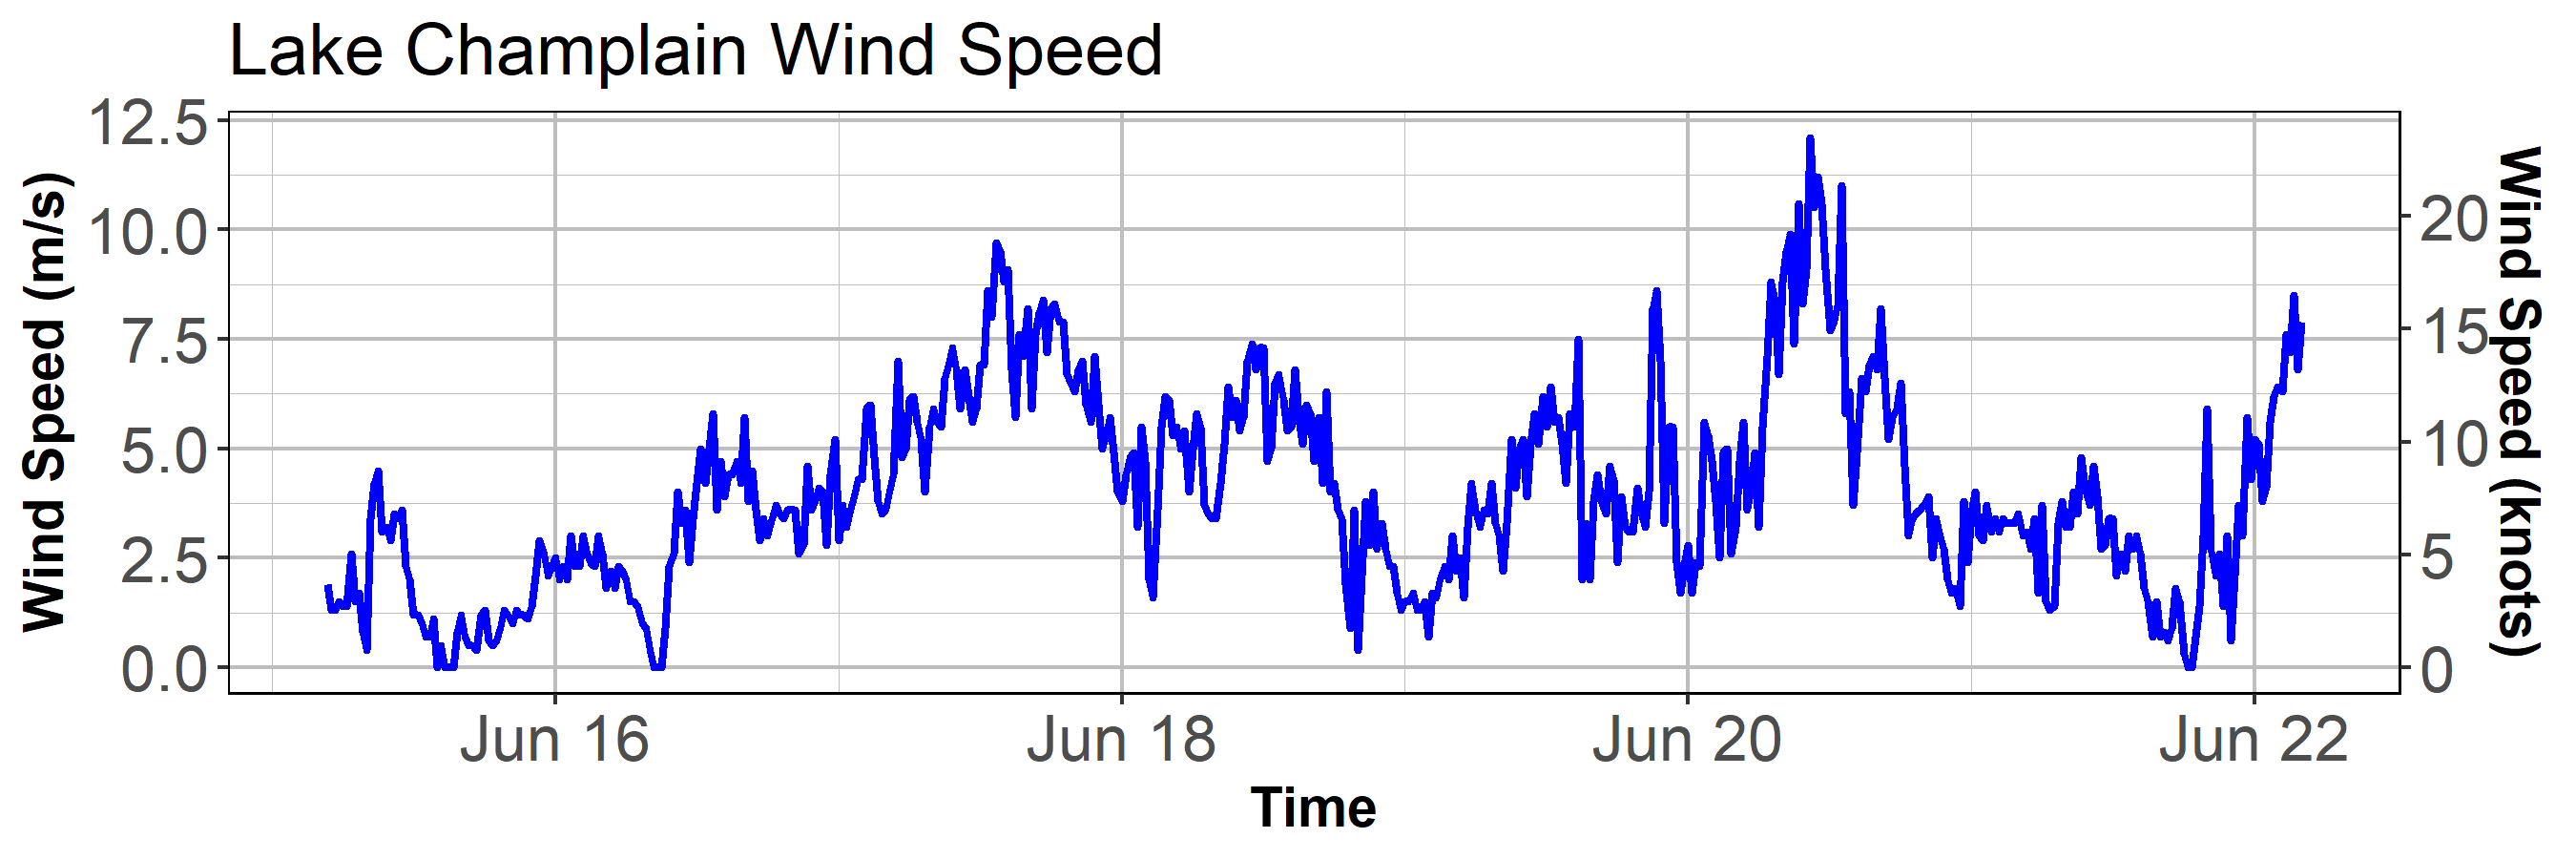 Lake Champlain Wind Speed
12.5
10.0
7.5
5.0
2.5
0.0
Wind Speed (m/s)
20
15
10
5
0
Wind Speed (knots)
Jun 16
Jun 18
Jun 20
Jun 22
Time